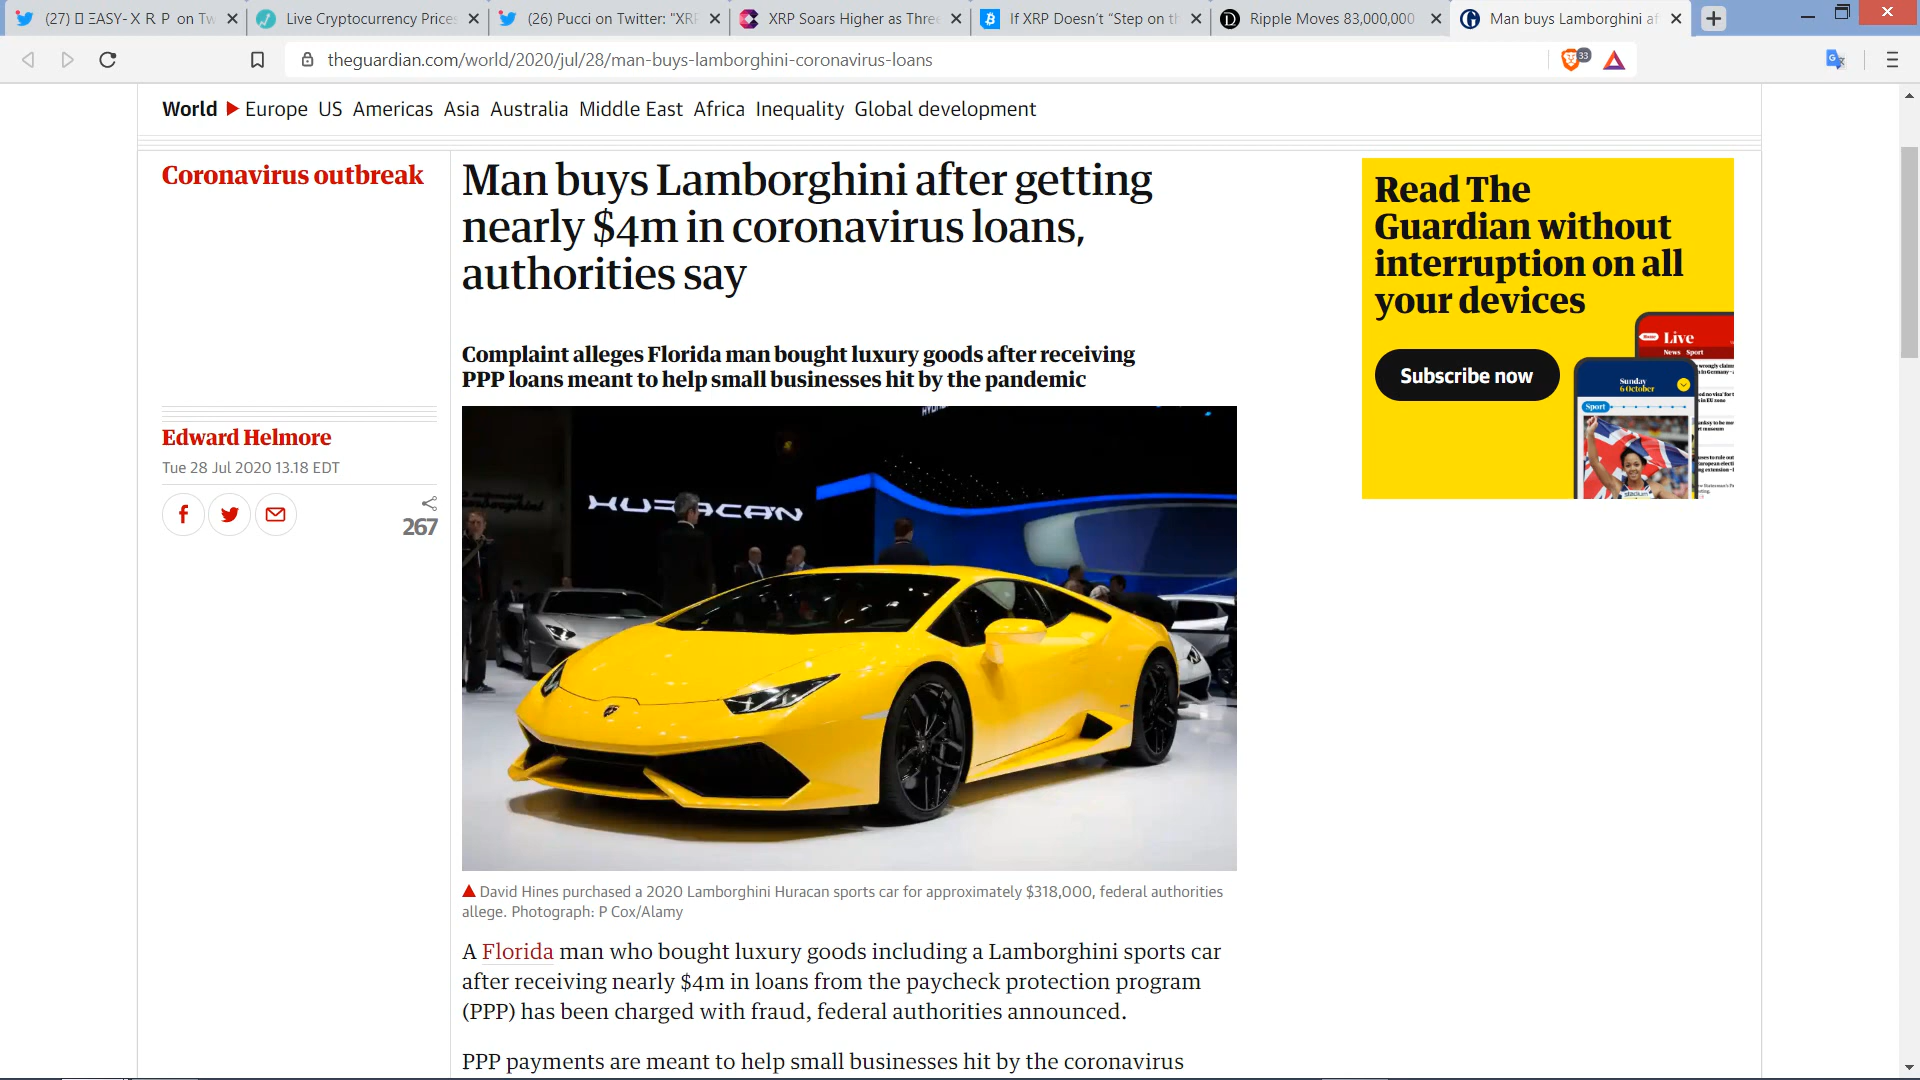 (27) EASY- X R P on Tw
Live Cryptocurrency Prices
(26) Pucci on Twitter: "XRP
XRP Soars Higher as Three
If XRP Doesn't "Step on th
Ripple Moves 83,000,000
Man buys Lamborghini af
theguardian.com/world/2020/jul/28/man-buys-lamborghini-coronavirus-loans
33
World Europe US Americas Asia Australia Middle East Africa Inequality Global development
Coronavirus outbreak
Man buys Lamborghini after getting
nearly $4m in coronavirus loans,
authorities say
Complaint alleges Florida man bought luxury goods after receiving
PPP loans meant to help small businesses hit by the pandemic
Edward Helmore
Tue 28 Jul 2020 13.18 EDT
267
HURACAN
David Hines purchased a 2020 Lamborghini Huracan sports car for approximately $318,000, federal authorities
allege. Photograph: P Cox/Alamy
A Florida man who bought luxury goods including a Lamborghini sports car
after receiving nearly $4m in loans from the paycheck protection program
(PPP) has been charged with fraud, federal authorities announced.
PPP payments are meant to help small businesses hit by the coronavirus
Read The
Guardian without
interruption on all
your devices
Subscribe now
Live
News Sport
Sunday
6 October
Sport